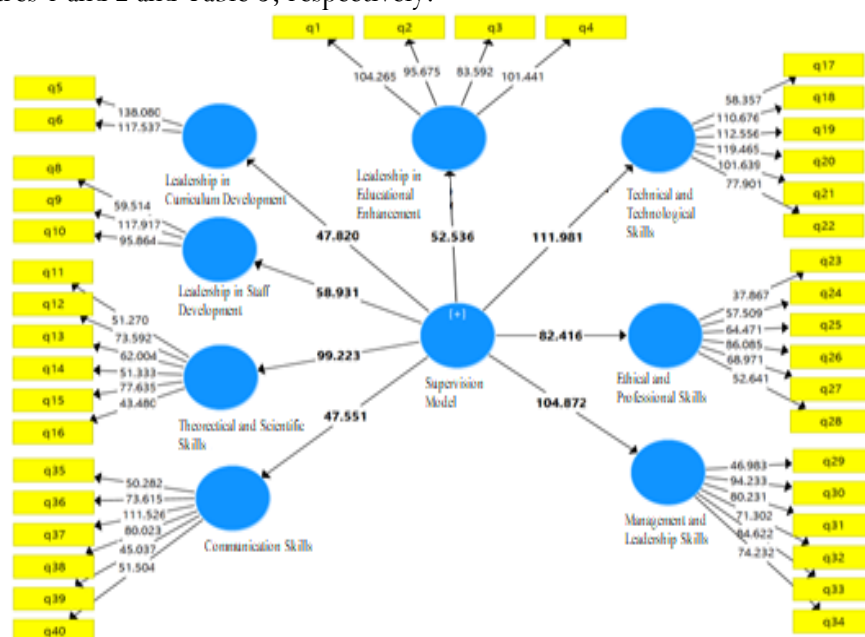 q1
q2
q3
q4
104.265
95.675
83.592
101.441
Leadership in
Educational
Enhancement
52.536
q5
q6
138.080
117.537
Leadership in
Curriculum Development
47.820
q8
q9
q10
59.514
117.917
95.864
Leadership in Staff
Development
58.931
q11
q12
q13
q14
q15
q16
51.270
73.592
62.004
51.333
77.635
43.480
Theorectical and Scientific
Skills
99.223
q35
q36
q37
q38
q39
q40
50.282
73.615
111.526
80.023
45.037
51.504
Communication Skills
47.551
[+]
Supervision
Model
q17
q18
q19
q20
q21
q22
58.357
110.676
112.556
119.465
101.639
77.901
Technical and
Technological
Skills
111.981
q23
q24
q25
q26
q27
q28
37.867
57.509
64.471
86.085
68.971
52.641
Ethical and
Professional Skills
82.416
q29
q30
q31
q32
q33
q34
46.983
94.233
80.231
71.302
74.232
Management and
Leadership Skills
104.872